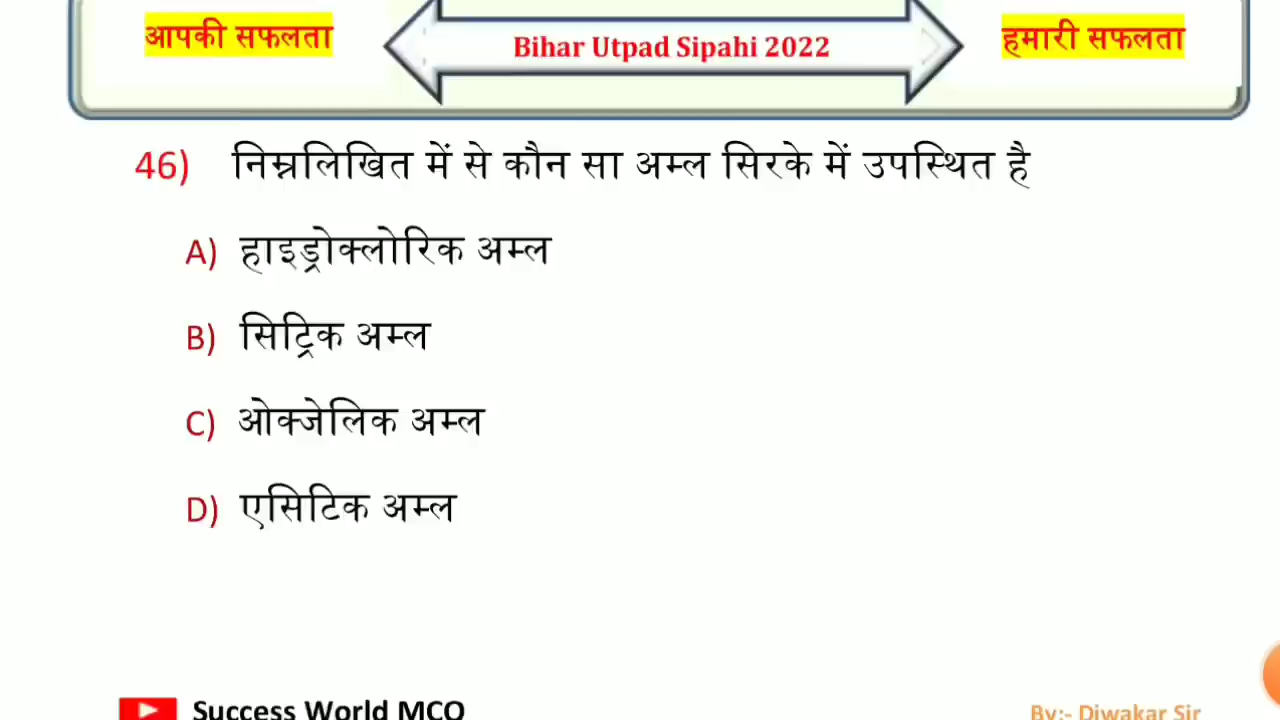 आपकी सफलता
Bihar Utpad Sipahi 2022
हमारी सफलता
46) निम्नलिखित में से कौन सा अम्ल सिरके में उपस्थित है
A) हाइड्रोक्लोरिक अम्ल
B) सिट्रिक अम्ल
C) ओक्जेलिक अम्ल
D) एसिटिक अम्ल
Success World MCQ
By:- Diwakar Sir